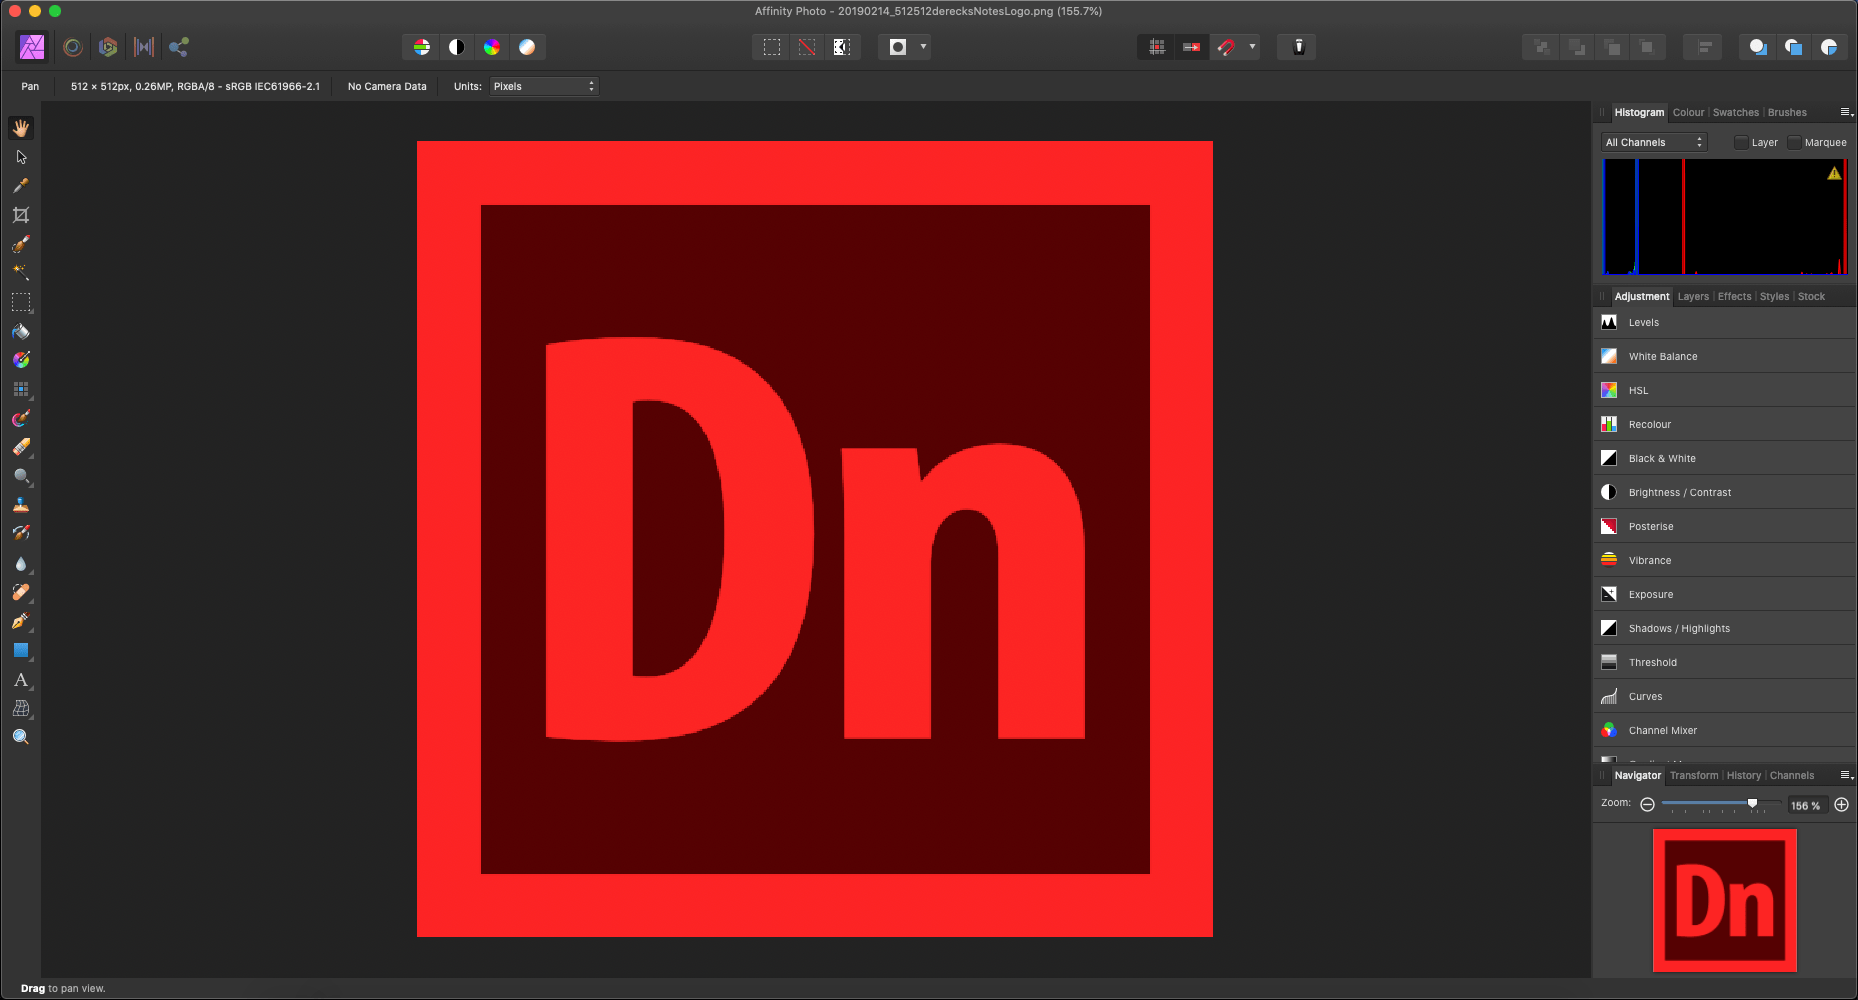 Affinity Photo - 20190214_512512derecksNotesLogo.png (155.7%)
Pan 512 × 512px, 0.26MP, RGBA/8 - sRGB IEC61966-2.1 No Camera Data Units: Pixels
Histogram Colour Swatches Brushes
All Channels Layer Marquee
Adjustment Layers Effects Styles Stock
Levels
White Balance
HSL
Recolour
Black & White
Brightness / Contrast
Posterise
Vibrance
Exposure
Shadows / Highlights
Threshold
Curves
Channel Mixer
Navigator Transform History Channels
Zoom: 156 %
Dn
Dn
Drag to pan view.